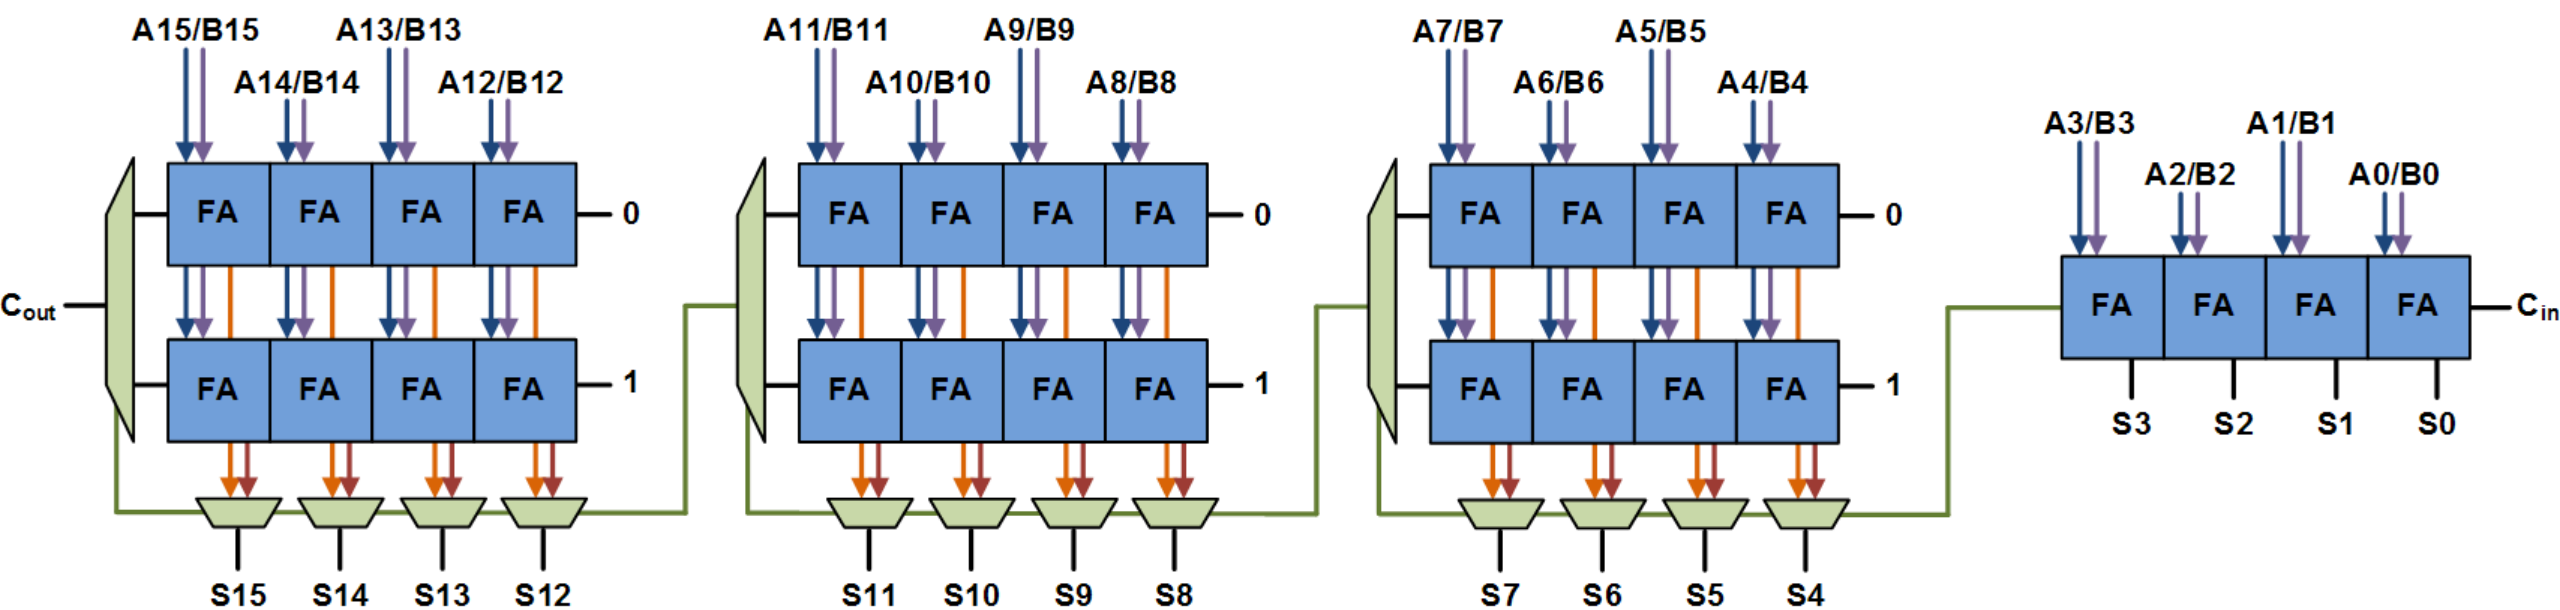 A15/B15 A13/B13 A11/B11 A9/B9 A7/B7 A5/B5
A14/B14 A12/B12 A10/B10 A8/B8 A6/B6 A4/B4
A3/B3 A1/B1
A2/B2 A0/B0
FA FA FA FA 0 FA FA FA FA 0 FA FA FA FA 0
Cout FA FA FA FA Cin
FA FA FA FA 1 FA FA FA FA 1 FA FA FA FA 1
S3 S2 S1 S0
S15 S14 S13 S12 S11 S10 S9 S8 S7 S6 S5 S4